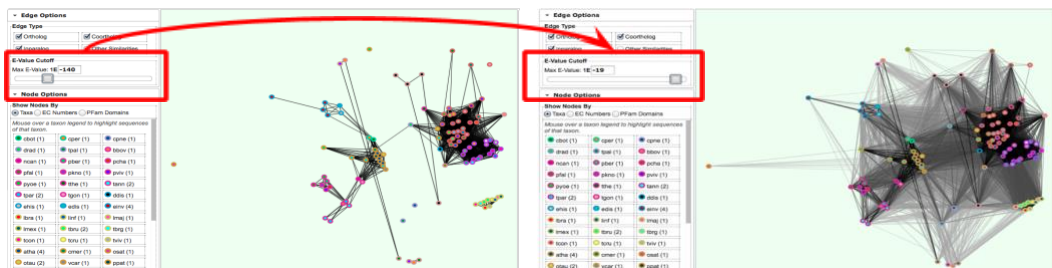 Edge Options
Edge Type
Ortholog Coortholog
Inparalog Other Similarities
E-Value Cutoff
Max E-Value: 1E -140
Node Options
Show Nodes By
Taxa EC Numbers PFam Domains
Mouse over a taxon legend to highlight sequences
of that taxon.
cbot (1) cper (1) cpne (1)
drad (1) tpal (1) bbov (1)
ncan (1) pber (1) pcha (1)
pfal (1) pkno (1) pviv (1)
pyoe (1) tthe (1) tann (2)
tpar (2) tgon (1) ddis (1)
ehis (1) edis (1) einv (4)
lbra (1) linf (1) lmaj (1)
lmex (1) tbru (2) tbrg (1)
tcon (1) tcru (1) tviv (1)
atha (4) cmer (1) osat (1)
otau (2) vcar (1) ppat (1)
Edge Options
Edge Type
Ortholog Coortholog
Inparalog Other Similarities
E-Value Cutoff
Max E-Value: 1E -19
Node Options
Show Nodes By
Taxa EC Numbers PFam Domains
Mouse over a taxon legend to highlight sequences
of that taxon.
cbot (1) cper (1) cpne (1)
drad (1) tpal (1) bbov (1)
ncan (1) pber (1) pcha (1)
pfal (1) pkno (1) pviv (1)
pyoe (1) tthe (1) tann (2)
tpar (2) tgon (1) ddis (1)
ehis (1) edis (1) einv (4)
lbra (1) linf (1) lmaj (1)
lmex (1) tbru (2) tbrg (1)
tcon (1) tcru (1) tviv (1)
atha (4) cmer (1) osat (1)
otau (2) vcar (1) ppat (1)